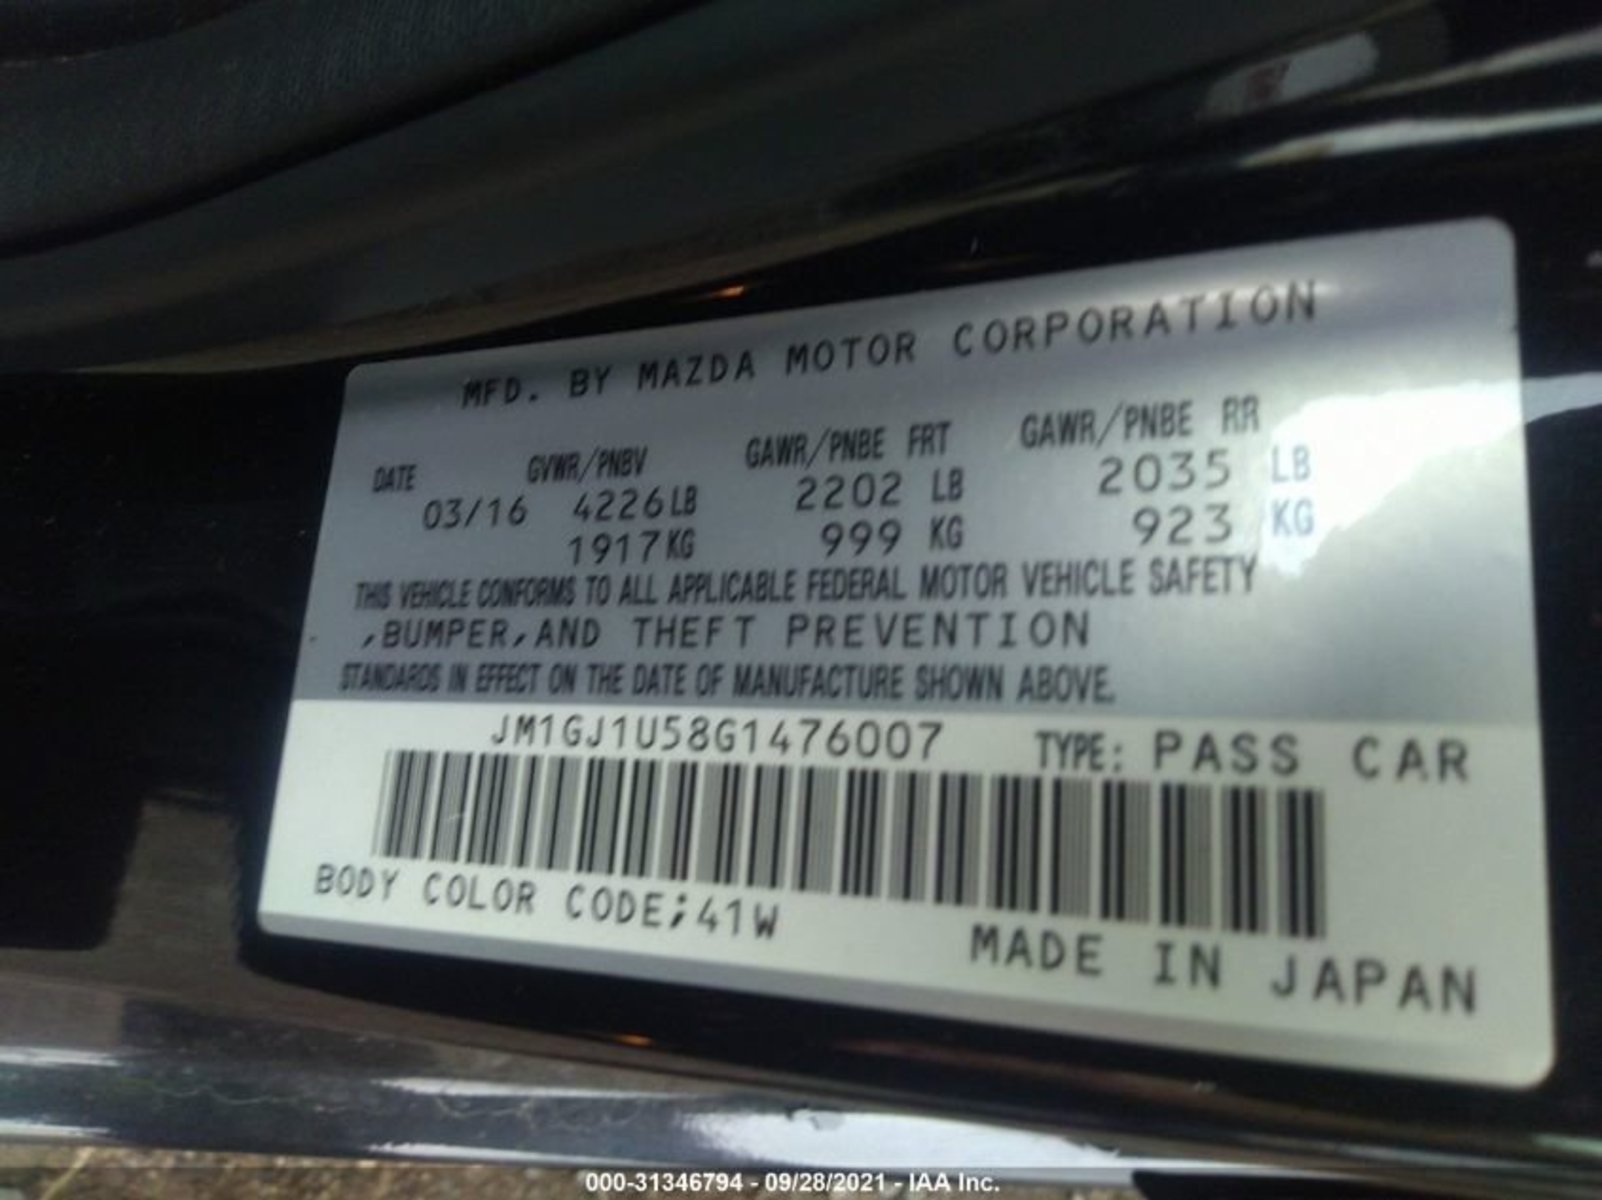 MFD. BY MAZDA MOTOR CORPORATION
DATE GVWR/PNBV GAWR/PNBE FRT GAWR/PNBE RR
03/16 4226LB 2202 LB 2035 LB
1917KG 999 KG 923 KG
THIS VEHICLE CONFORMS TO ALL APPLICABLE FEDERAL MOTOR VEHICLE SAFETY
,BUMPER,AND THEFT PREVENTION
STANDARDS IN EFFECT ON THE DATE OF MANUFACTURE SHOWN ABOVE.
JM1GJ1U58G1476007 TYPE: PASS CAR
BODY COLOR CODE;41W
MADE IN JAPAN
000-31346794 - 09/28/2021 - IAA Inc.